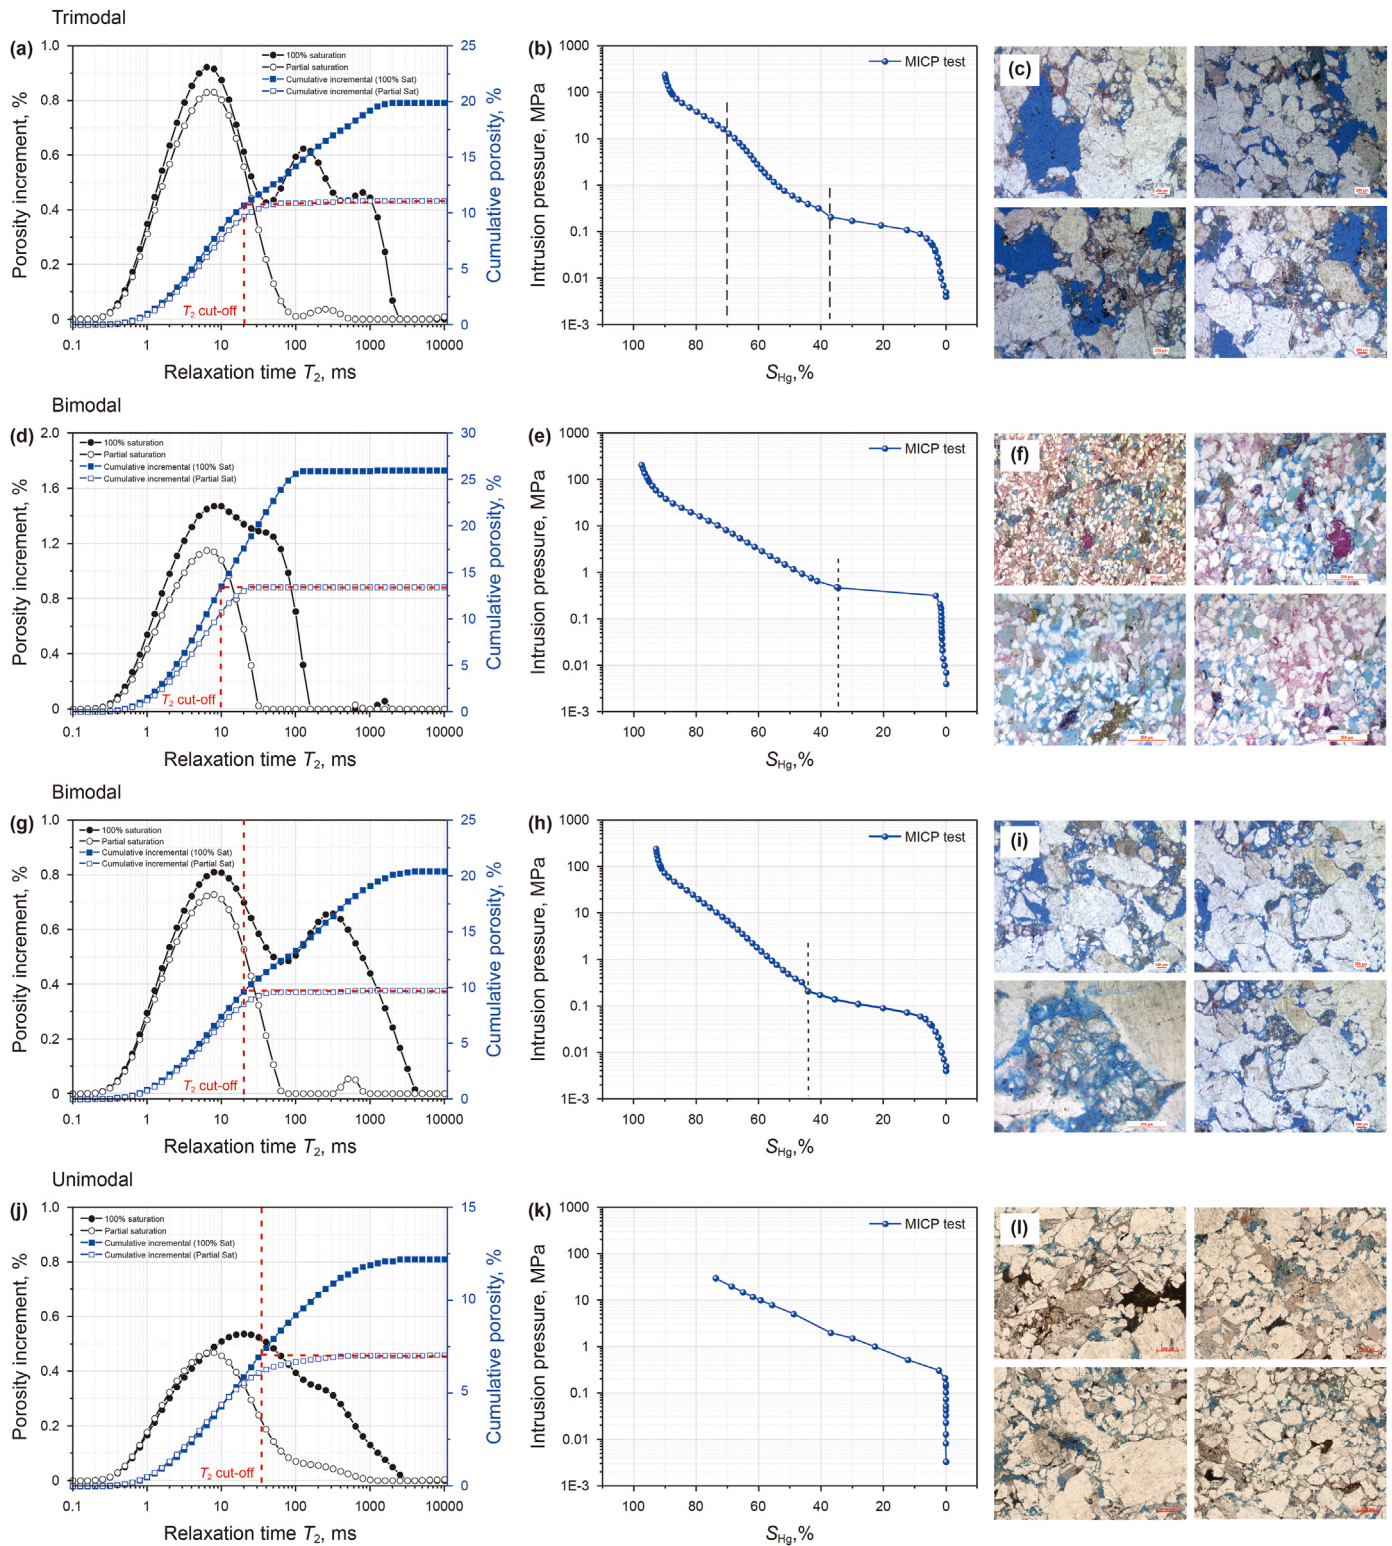 Trimodal
(a)
1.0
0.8
0.6
0.4
0.2
0
Porosity increment, %
25
20
15
10
5
0
Cumulative porosity, %
100% saturation
Partial saturation
Cumulative incremental (100% Sat)
Cumulative incremental (Partial Sat)
T2 cut-off
0.1 1 10 100 1000 10000
Relaxation time T2, ms
(b)
1000
100
10
1
0.1
0.01
1E-3
Intrusion pressure, MPa
MICP test
100 80 60 40 20 0
SHg,%
(c)
Bimodal
(d)
2.0
1.6
1.2
0.8
0.4
0
Porosity increment, %
30
25
20
15
10
5
0
Cumulative porosity, %
100% saturation
Partial saturation
Cumulative incremental (100% Sat)
Cumulative incremental (Partial Sat)
T2 cut-off
0.1 1 10 100 1000 10000
Relaxation time T2, ms
(e)
1000
100
10
1
0.1
0.01
1E-3
Intrusion pressure, MPa
MICP test
100 80 60 40 20 0
SHg,%
(f)
Bimodal
(g)
1.0
0.8
0.6
0.4
0.2
0
Porosity increment, %
25
20
15
10
5
0
Cumulative porosity, %
100% saturation
Partial saturation
Cumulative incremental (100% Sat)
Cumulative incremental (Partial Sat)
T2 cut-off
0.1 1 10 100 1000 10000
Relaxation time T2, ms
(h)
1000
100
10
1
0.1
0.01
1E-3
Intrusion pressure, MPa
MICP test
100 80 60 40 20 0
SHg,%
(i)
Unimodal
(j)
1.0
0.8
0.6
0.4
0.2
0
Porosity increment, %
15
10
5
0
Cumulative porosity, %
100% saturation
Partial saturation
Cumulative incremental (100% Sat)
Cumulative incremental (Partial Sat)
T2 cut-off
0.1 1 10 100 1000 10000
Relaxation time T2, ms
(k)
1000
100
10
1
0.1
0.01
1E-3
Intrusion pressure, MPa
MICP test
100 80 60 40 20 0
SHg,%
(l)